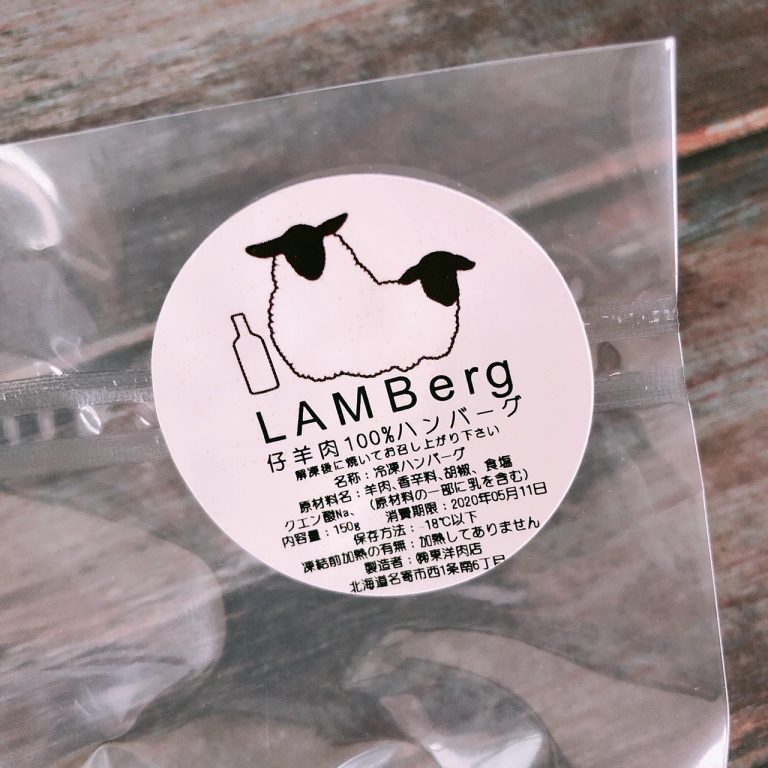 LAMBerg
仔羊肉100%ハンバーグ
解凍後に焼いてお召し上がり下さい
名称：冷凍ハンバーグ
原材料名：羊肉、香辛料、胡椒、食塩
クエン酸Na、（原材料の一部に乳を含む）
内容量：150g 消費期限：2020年05月11日
保存方法：-18℃以下
凍結前加熱の有無：加熱してありません
製造者：㈲東洋肉店
北海道名寄市西1条南6丁目